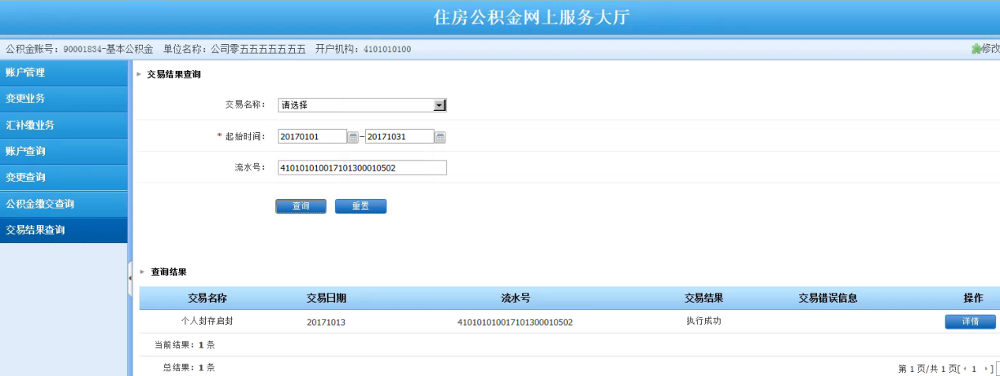 住房公积金网上服务大厅
公积金账号：90001834-基本公积金 单位名称：公司零五五五五五五五 开户机构：4101010100 修改
账户管理
变更业务
汇补缴业务
账户查询
变更查询
公积金缴交查询
交易结果查询
交易结果查询
交易名称： 请选择
* 起始时间： 20170101 - 20171031
流水号： 410101010017101300010502
查询 重置
查询结果
交易名称 交易日期 流水号 交易结果 交易错误信息 操作
个人封存启封 20171013 410101010017101300010502 执行成功 详情
当前结果：1 条
总结果：1 条 第 1 页/共 1 页[ 1 ]